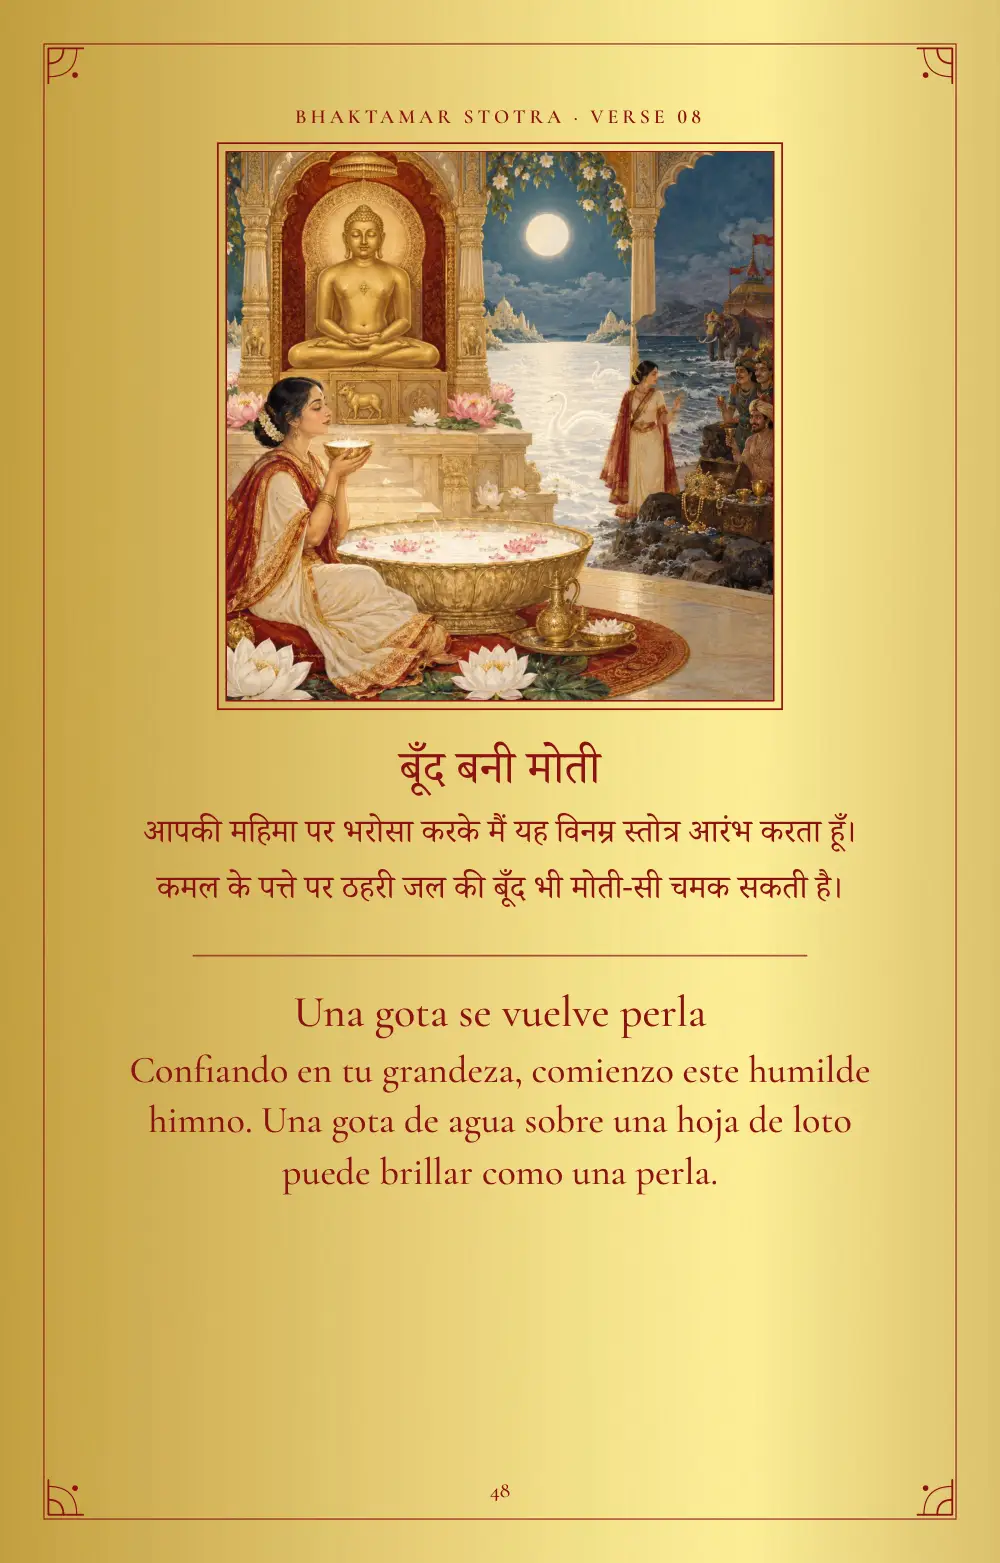 BHAKTAMAR STOTRA · VERSE 08
बूँद बनी मोती
आपकी महिमा पर भरोसा करके मैं यह विनम्र स्तोत्र आरंभ करता हूँ।
कमल के पत्ते पर ठहरी जल की बूँद भी मोती-सी चमक सकती है।
Una gota se vuelve perla
Confiando en tu grandeza, comienzo este humilde
himno. Una gota de agua sobre una hoja de loto
puede brillar como una perla.
48